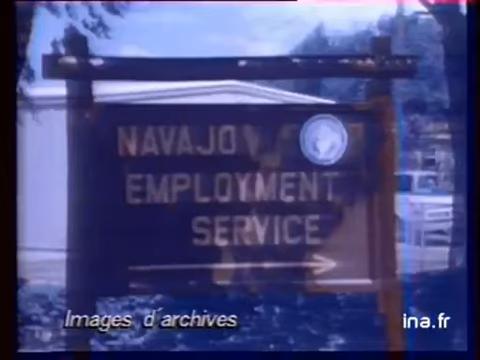 NAVAJO
EMPLOYMENT
SERVICE
Images d'archives
ina.fr